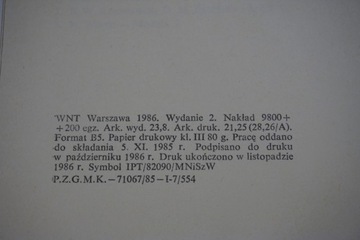 WNT Warszawa 1986. Wydanie 2. Nakład 9800+
+200 egz. Ark. wyd. 23,8. Ark. druk. 21,25 (28,26/A).
Format B5. Papier drukowy kl. III 80 g. Pracę oddano
do składania 5. XI. 1985 r. Podpisano do druku
w październiku 1986 r. Druk ukończono w listopadzie
1986 r. Symbol IPT/82090/MNiSzW
P.Z.G.M.K.—71067/85—I-7/554